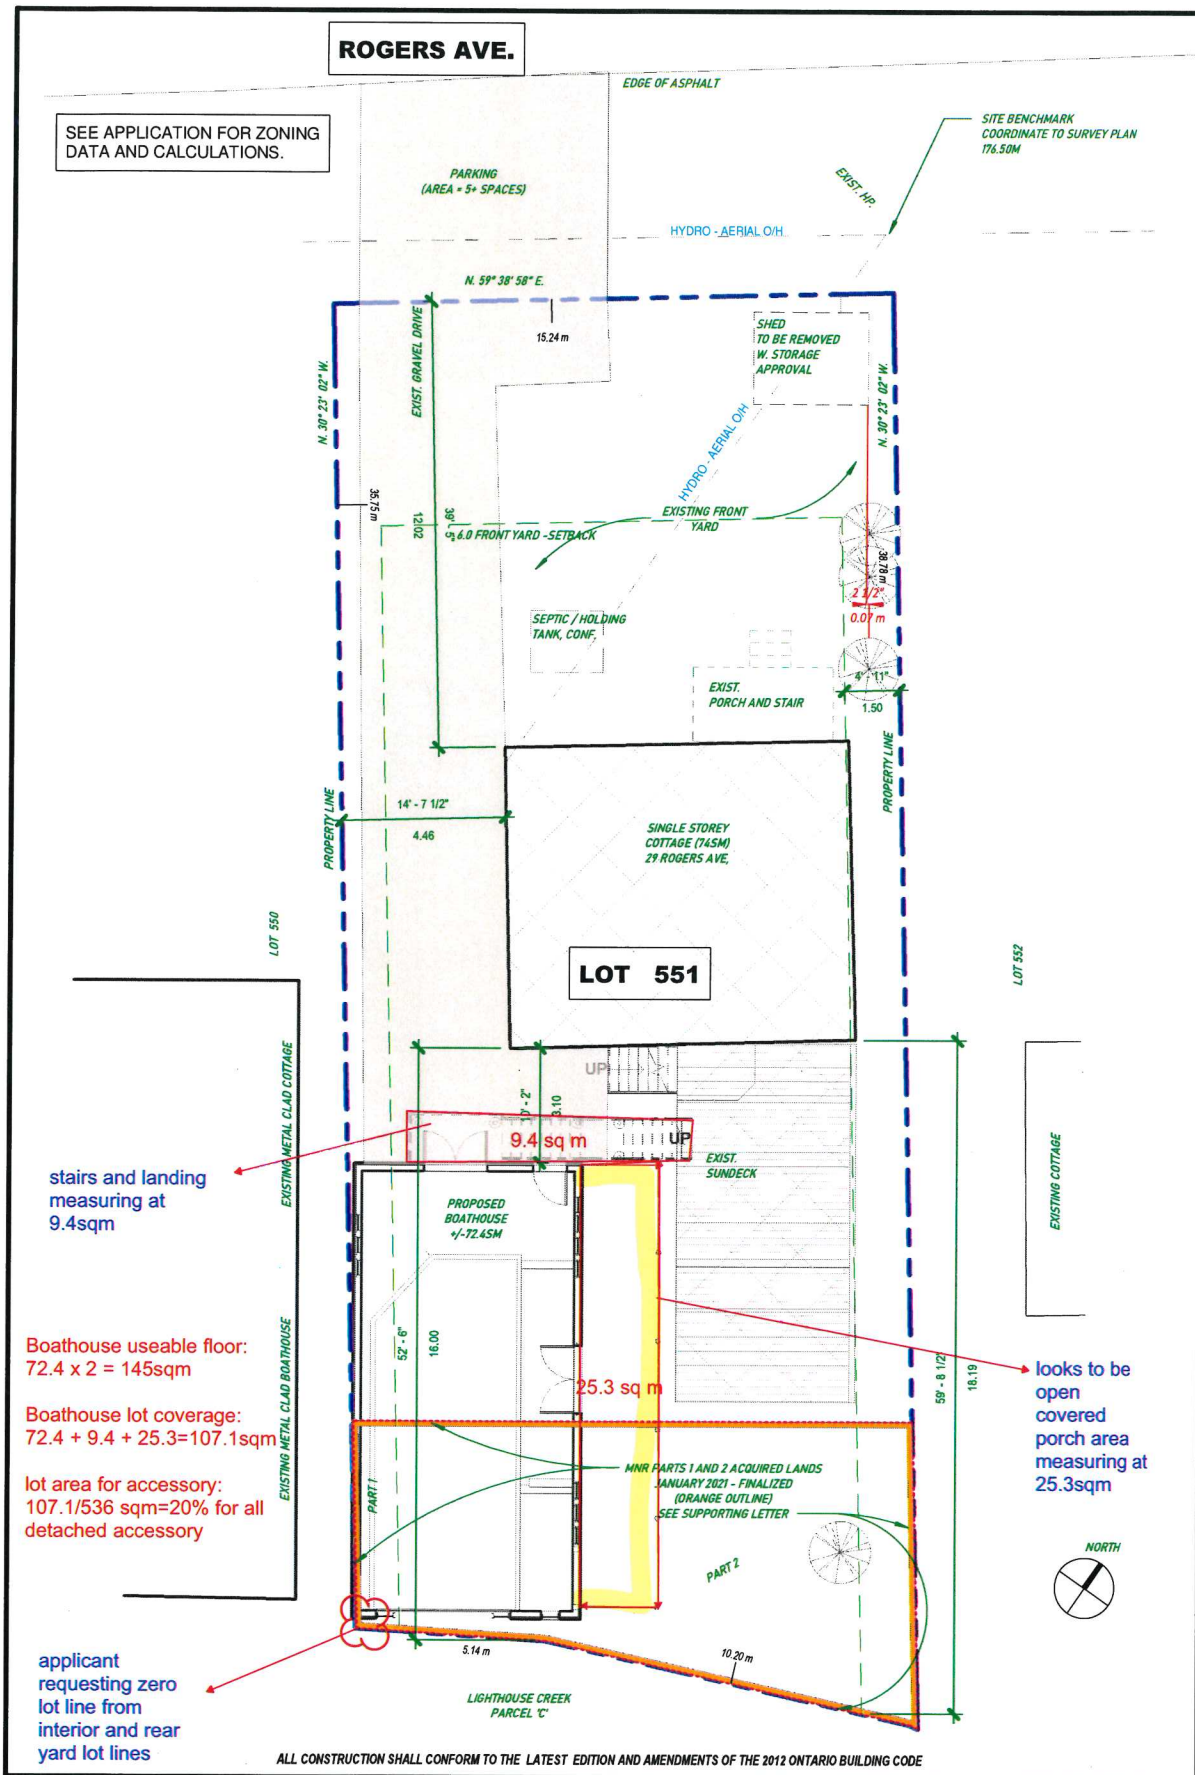 ROGERS AVE.
EDGE OF ASPHALT
SEE APPLICATION FOR ZONING
DATA AND CALCULATIONS.
SITE BENCHMARK
COORDINATE TO SURVEY PLAN
176.50M
PARKING
(AREA = 5+ SPACES)
EXIST. HP.
HYDRO - AERIAL O/H
N. 59° 38' 58" E.
15.24 m
EXIST. GRAVEL DRIVE
SHED
TO BE REMOVED
W. STORAGE
APPROVAL
N. 30° 23' 02" W.
N. 30° 23' 02" W.
HYDRO - AERIAL O/H
35.75 m
39' - 5"
12.02
6.0 FRONT YARD -SETBACK
EXISTING FRONT
YARD
38.78 m
2 1/2"
0.07 m
SEPTIC / HOLDING
TANK, CONF.
EXIST.
PORCH AND STAIR
4' - 11"
1.50
PROPERTY LINE
PROPERTY LINE
14' - 7 1/2"
4.46
SINGLE STOREY
COTTAGE (74SM)
29 ROGERS AVE,
LOT 550
LOT 551
LOT 552
EXISTING METAL CLAD COTTAGE
UP
- 2"
3.10
9.4 sq m
UP
EXIST.
SUNDECK
EXISTING COTTAGE
stairs and landing
measuring at
9.4sqm
PROPOSED
BOATHOUSE
+/-72.4SM
Boathouse useable floor:
72.4 x 2 = 145sqm
Boathouse lot coverage:
72.4 + 9.4 + 25.3=107.1sqm
lot area for accessory:
107.1/536 sqm=20% for all
detached accessory
EXISTING METAL CLAD BOATHOUSE
52' - 6"
16.00
25.3 sq m
59' - 8 1/2"
18.19
looks to be
open
covered
porch area
measuring at
25.3sqm
MNR PARTS 1 AND 2 ACQUIRED LANDS
JANUARY 2021 - FINALIZED
(ORANGE OUTLINE)
SEE SUPPORTING LETTER
PART 1
PART 2
NORTH
applicant
requesting zero
lot line from
interior and rear
yard lot lines
5.14 m
10.20 m
LIGHTHOUSE CREEK
PARCEL 'C'
ALL CONSTRUCTION SHALL CONFORM TO THE LATEST EDITION AND AMENDMENTS OF THE 2012 ONTARIO BUILDING CODE